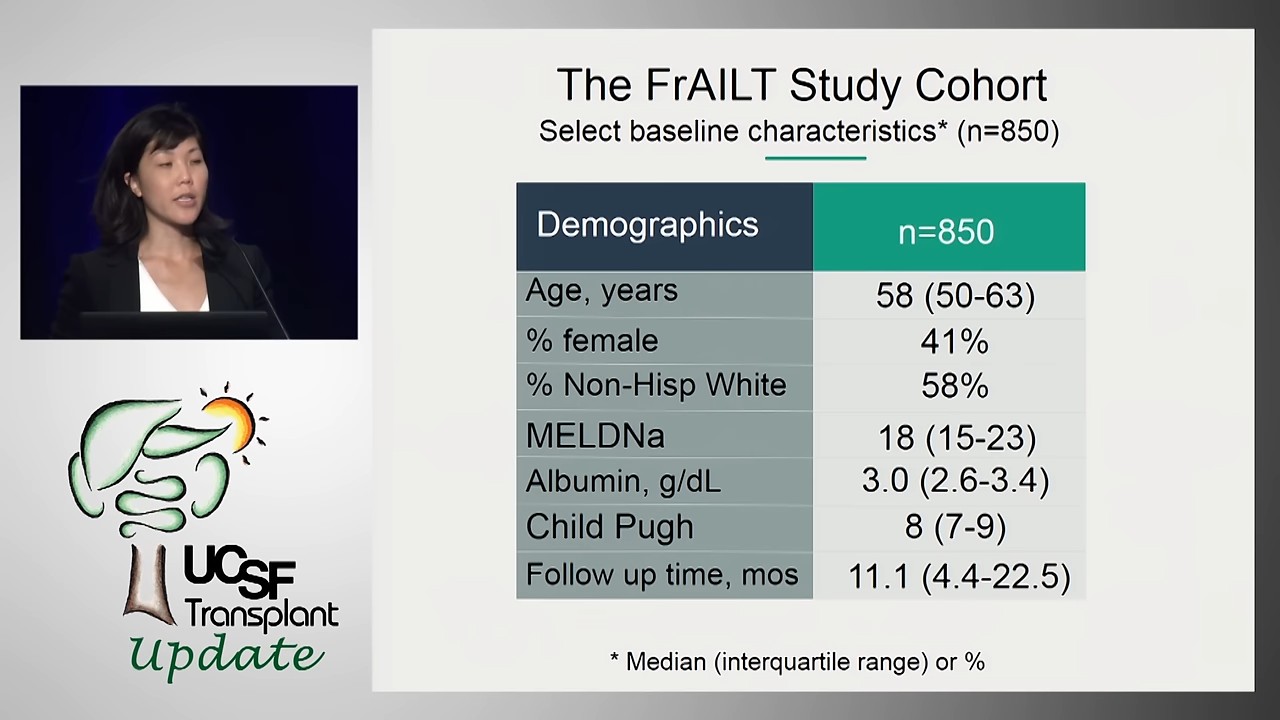 The FrAILT Study Cohort
Select baseline characteristics* (n=850)
Demographics n=850
Age, years 58 (50-63)
% female 41%
% Non-Hisp White 58%
MELDNa 18 (15-23)
Albumin, g/dL 3.0 (2.6-3.4)
Child Pugh 8 (7-9)
Follow up time, mos 11.1 (4.4-22.5)
* Median (interquartile range) or %
UCSF
Transplant
Update